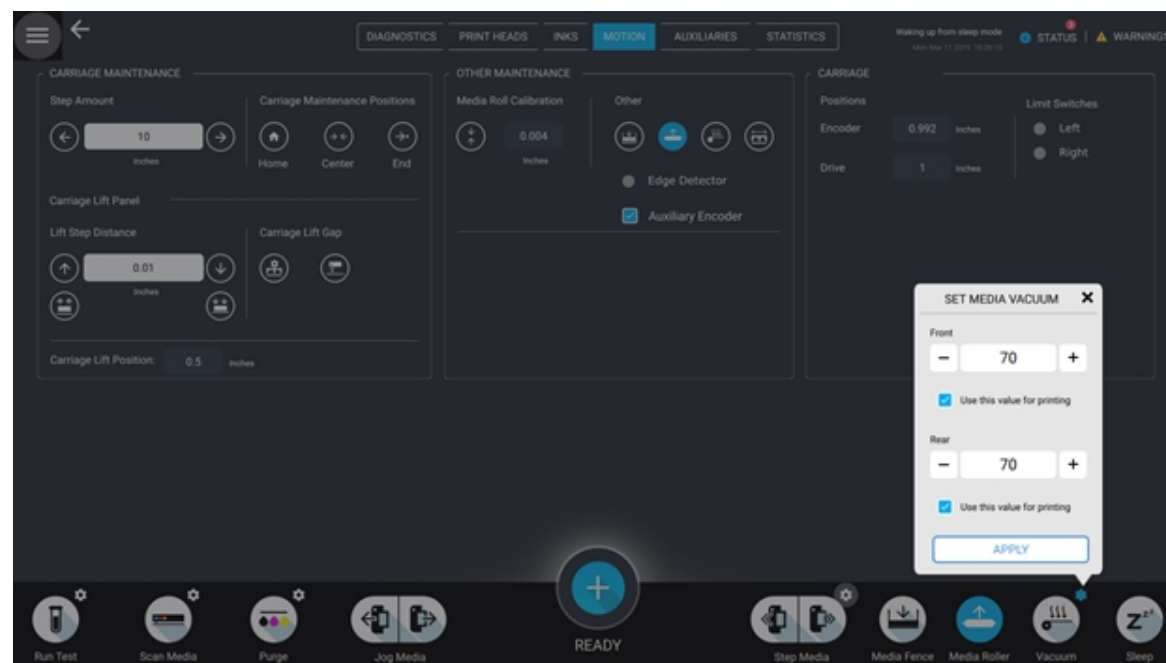 DIAGNOSTICS
PRINT HEADS
INKS
MOTION
AUXILIARIES
STATISTICS
Waking up from sleep mode
Mon Mar 11 2019
STATUS
WARNINGS
CARRIAGE MAINTENANCE
Step Amount
10
Inches
Carriage Maintenance Positions
Home
Center
End
Carriage Lift Panel
Lift Step Distance
0.01
Inches
Carriage Lift Gap
Carriage Lift Position:
0.5
Inches
OTHER MAINTENANCE
Media Roll Calibration
0.004
Inches
Other
Edge Detector
Auxiliary Encoder
CARRIAGE
Positions
Encoder
0.992
Inches
Drive
1
Inches
Limit Switches
Left
Right
SET MEDIA VACUUM
Front
70
Use this value for printing
Rear
70
Use this value for printing
APPLY
Run Test
Scan Media
Purge
Jog Media
READY
Step Media
Media Fence
Media Roller
Vacuum
Sleep